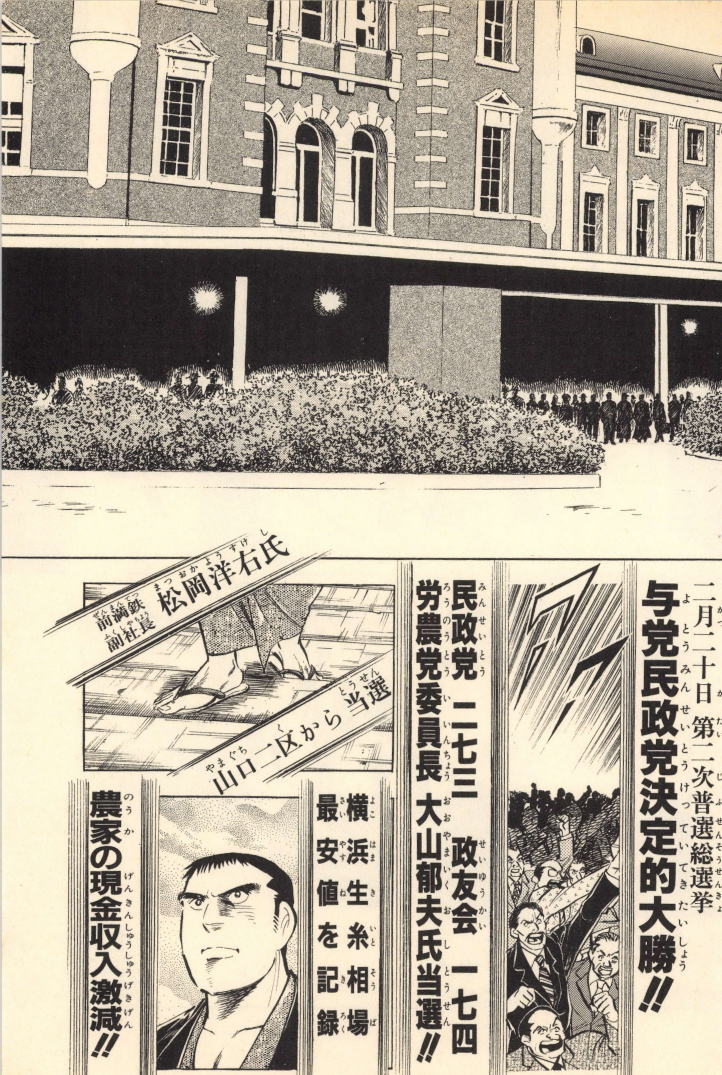 二月二十日 第二次普選総選挙
与党民政党決定的大勝!!
民政党 二七三 政友会 一七四
労農党委員長 大山郁夫氏当選!!
前満鉄
副社長
松岡洋右氏
山口二区から当選
横浜生糸相場
最安値を記録
農家の現金収入激減!!